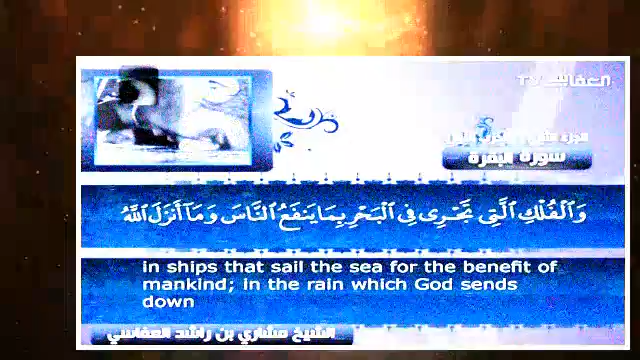 العفاسي TV
سورة البقرة
وَالْفُلْكِ الَّتِي تَجْرِي فِي الْبَحْرِ بِمَا يَنفَعُ النَّاسَ وَمَا أَنزَلَ اللَّهُ
in ships that sail the sea for the benefit of
mankind; in the rain which God sends
down
الشيخ مشاري بن راشد العفاسي